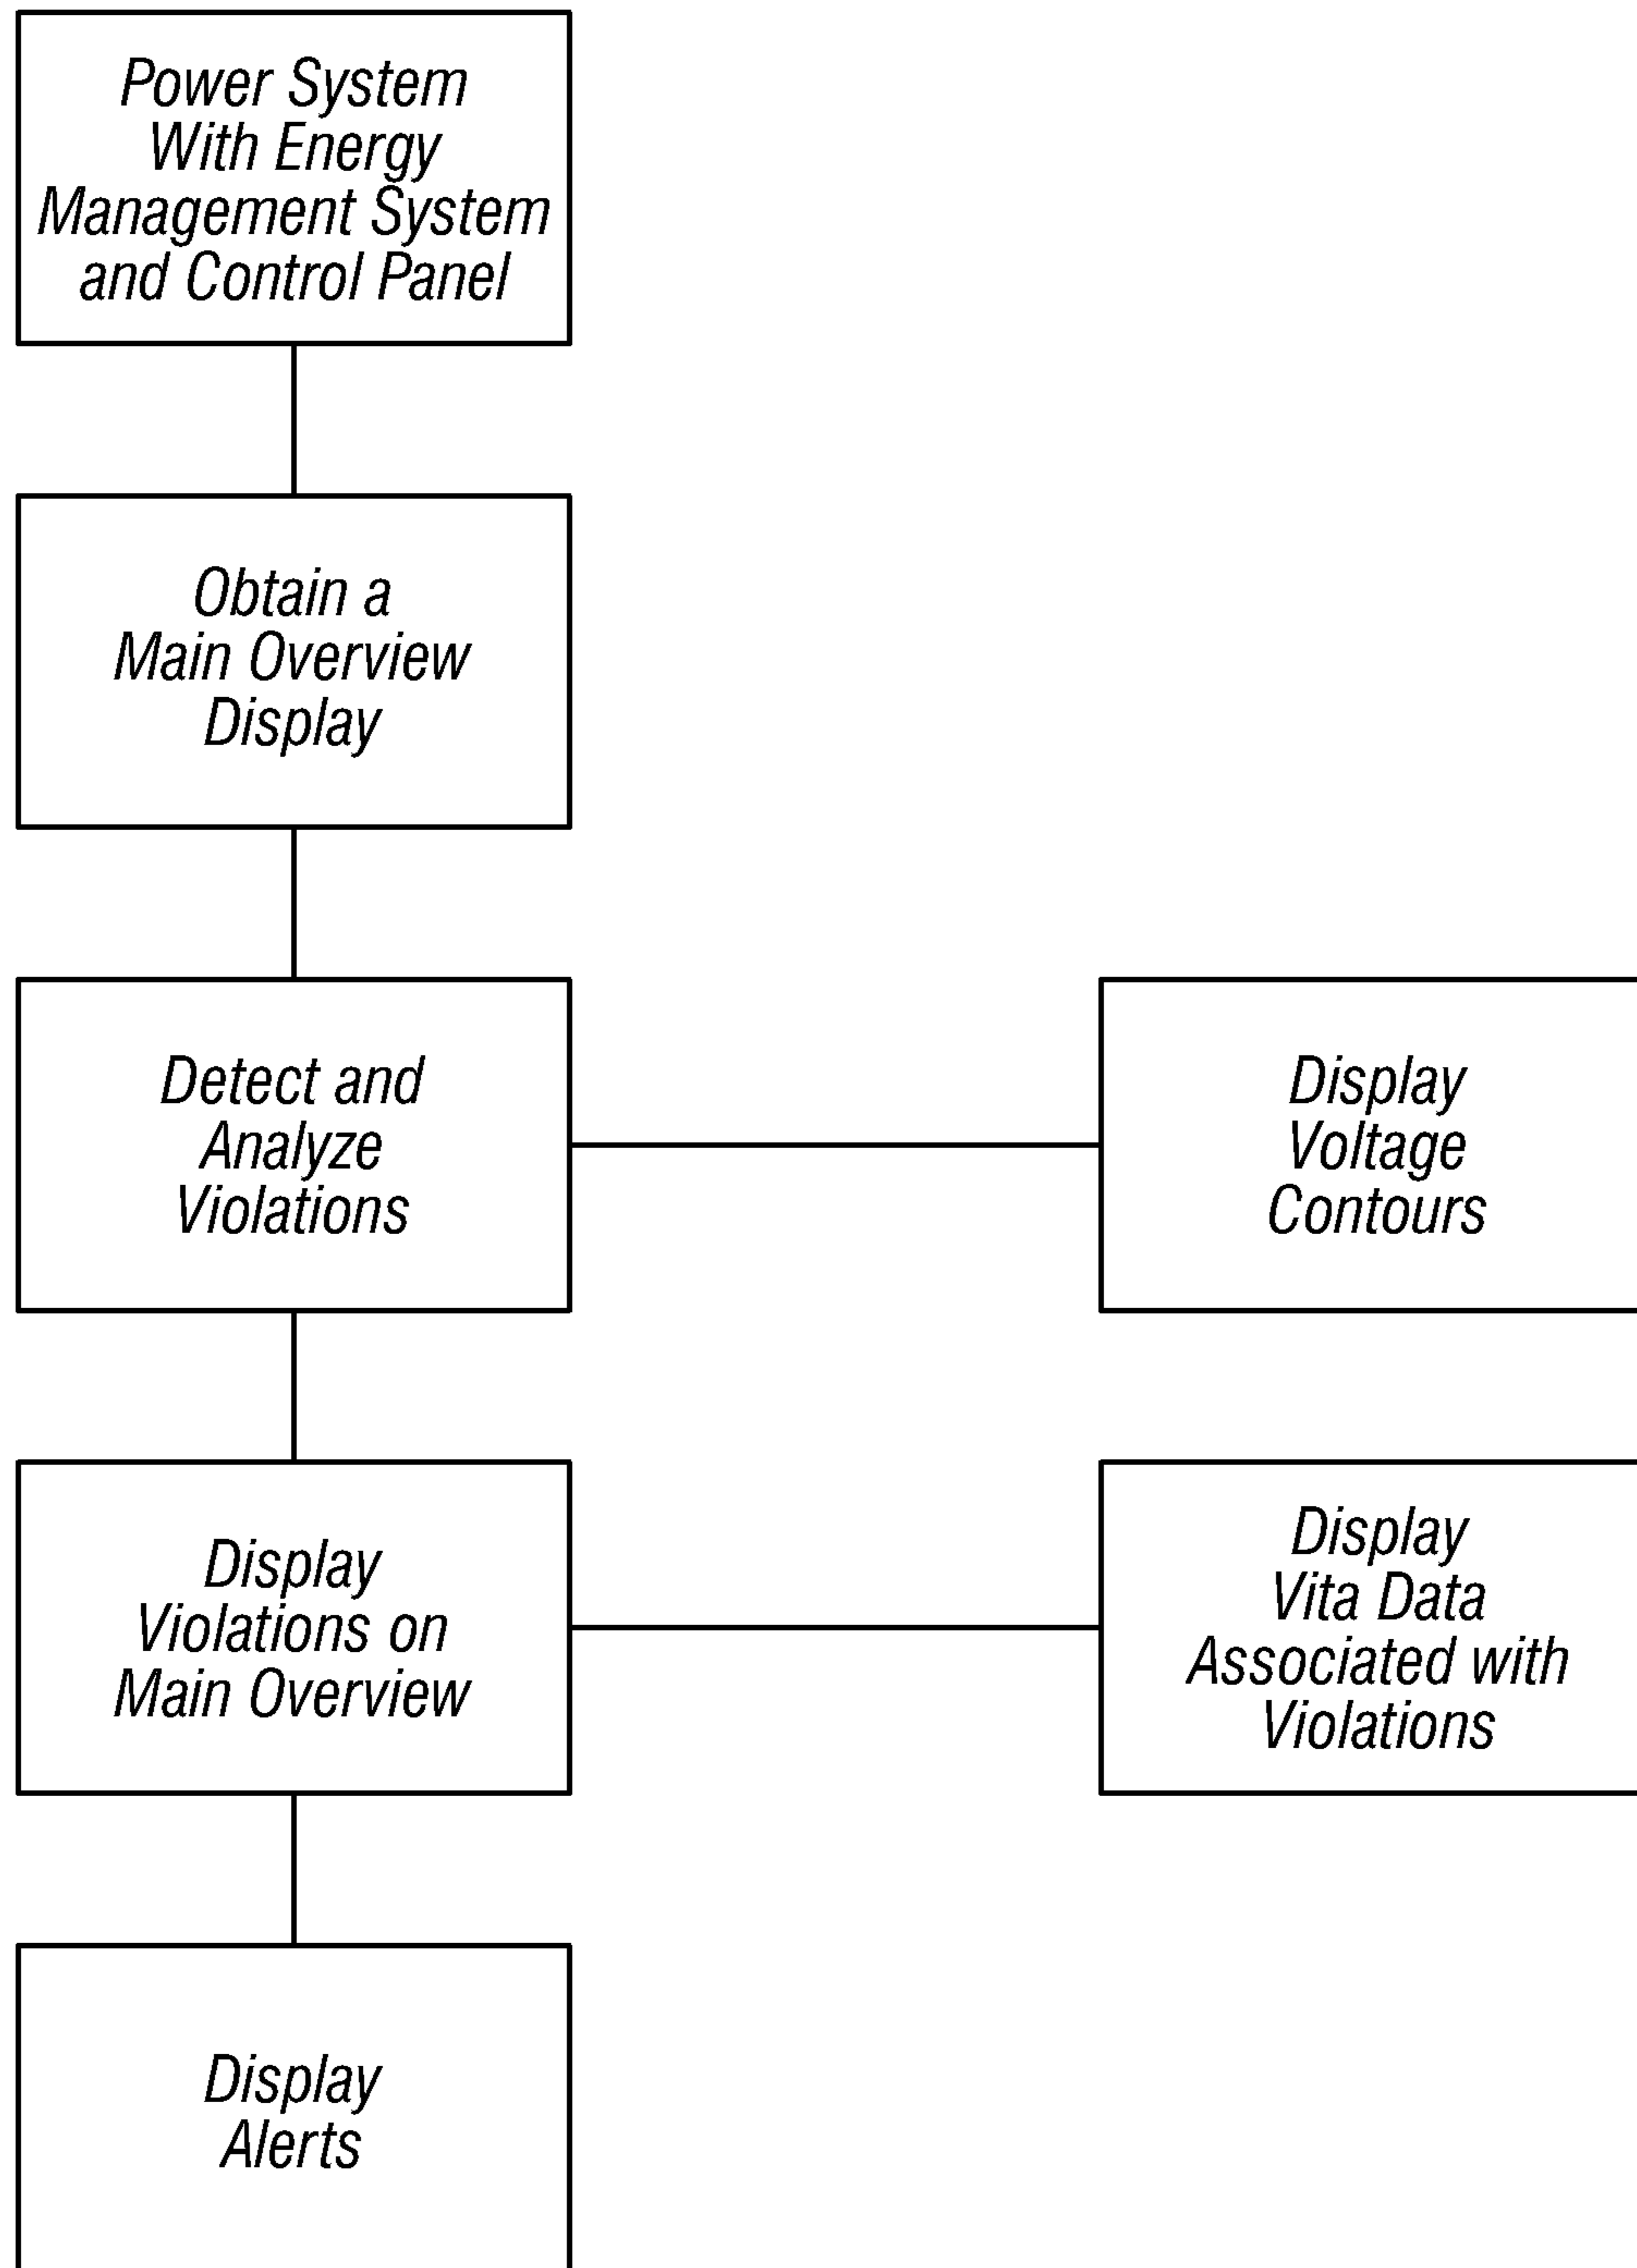 Power System
With Energy
Management System
and Control Panel
Obtain a
Main Overview
Display
Detect and
Analyze
Violations
Display
Voltage
Contours
Display
Violations on
Main Overview
Display
Vita Data
Associated with
Violations
Display
Alerts